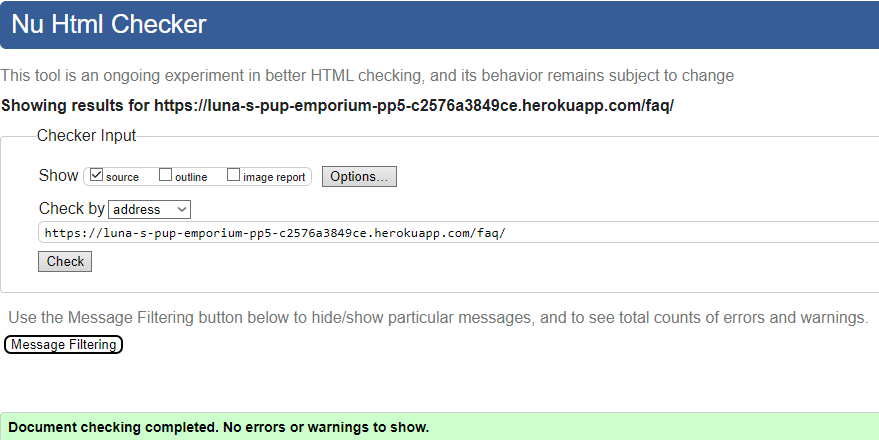 Nu Html Checker
This tool is an ongoing experiment in better HTML checking, and its behavior remains subject to change
Showing results for https://luna-s-pup-emporium-pp5-c2576a3849ce.herokuapp.com/faq/
Checker Input
Show source outline image report Options...
Check by address
https://luna-s-pup-emporium-pp5-c2576a3849ce.herokuapp.com/faq/
Check
Use the Message Filtering button below to hide/show particular messages, and to see total counts of errors and warnings.
Message Filtering
Document checking completed. No errors or warnings to show.